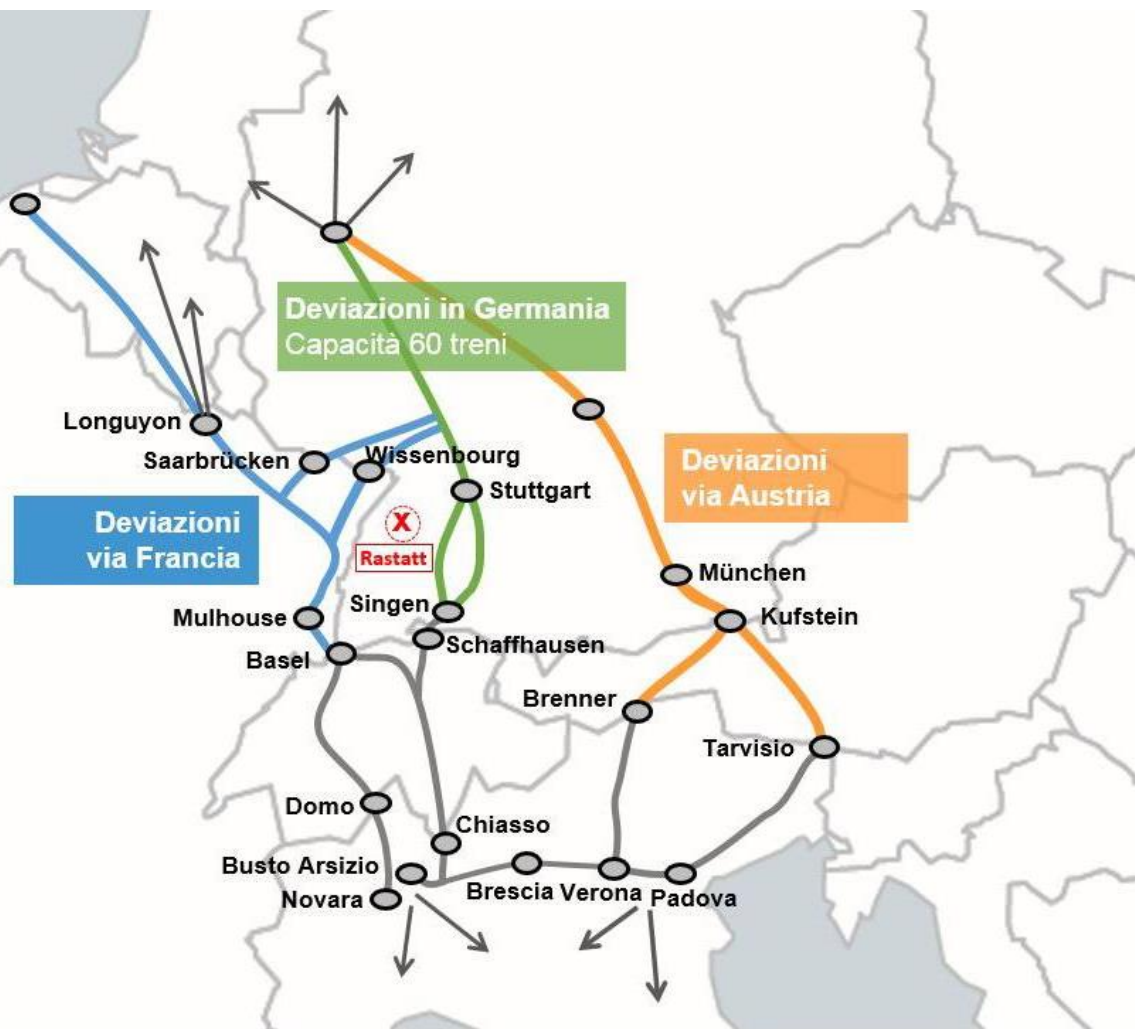 Deviazioni in Germania
Capacità 60 treni
Longuyon
Saarbrücken
Wissenbourg
Stuttgart
Deviazioni
via Austria
Deviazioni
via Francia
X
Rastatt
München
Singen
Mulhouse
Kufstein
Schaffhausen
Basel
Brenner
Tarvisio
Domo
Chiasso
Busto Arsizio
Brescia
Verona
Padova
Novara